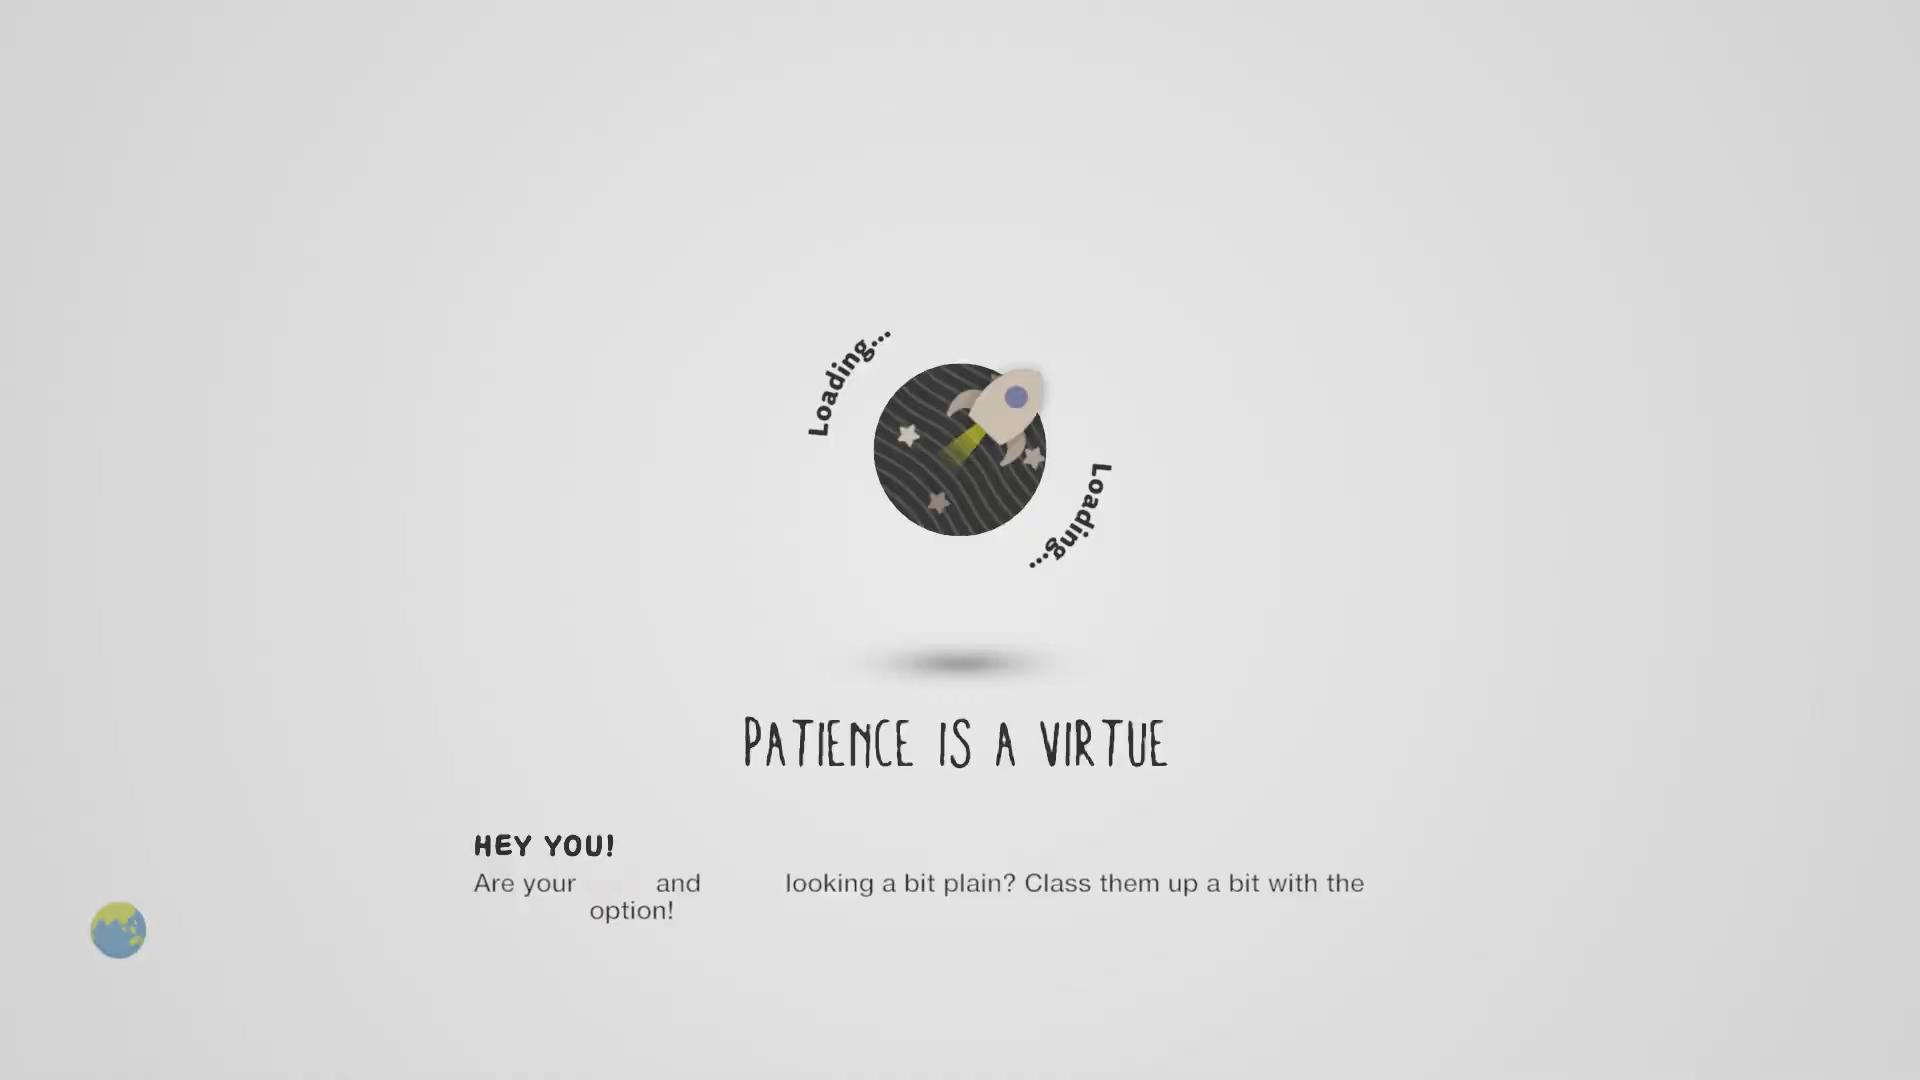 Loading...
Loading...
PATIENCE IS A VIRTUE
HEY YOU!
Are your and looking a bit plain? Class them up a bit with the
option!